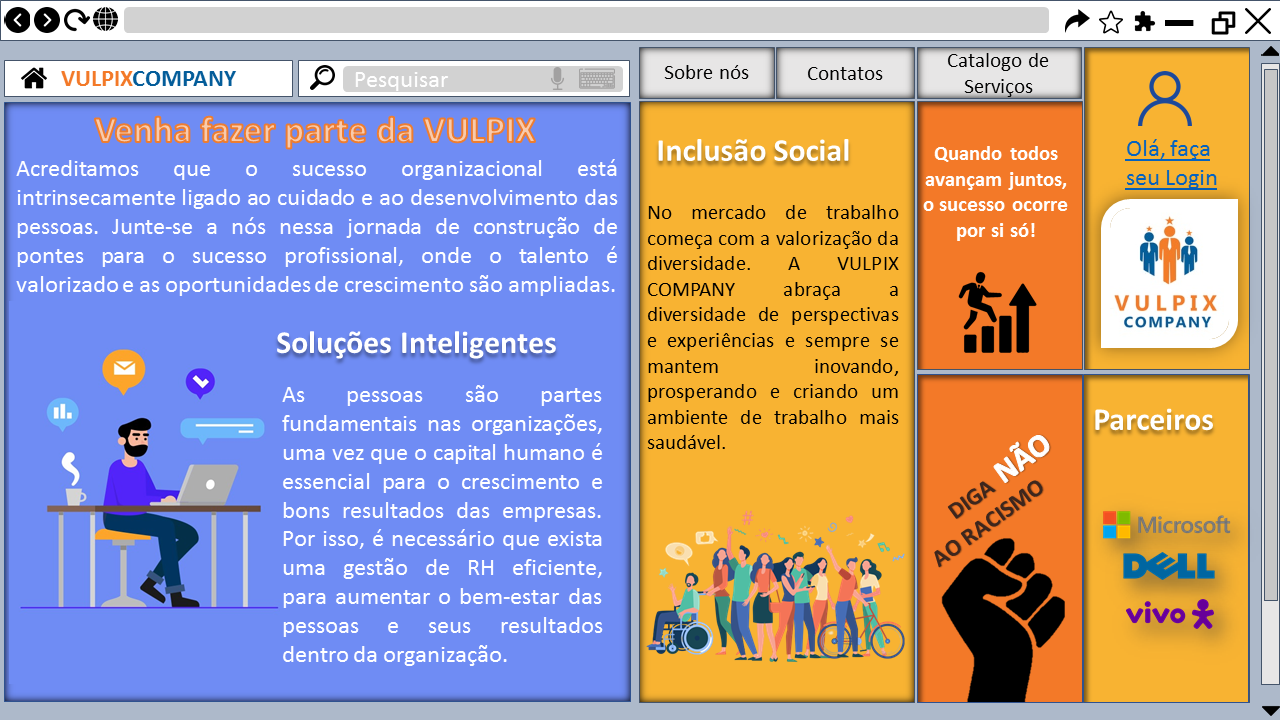 VULPIXCOMPANY
Pesquisar
Sobre nós
Contatos
Catalogo de
Serviços
Venha fazer parte da VULPIX
Acreditamos que o sucesso organizacional está
intrinsecamente ligado ao cuidado e ao desenvolvimento das
pessoas. Junte-se a nós nessa jornada de construção de
pontes para o sucesso profissional, onde o talento é
valorizado e as oportunidades de crescimento são ampliadas.
Soluções Inteligentes
As pessoas são partes
fundamentais nas organizações,
uma vez que o capital humano é
essencial para o crescimento e
bons resultados das empresas.
Por isso, é necessário que exista
uma gestão de RH eficiente,
para aumentar o bem-estar das
pessoas e seus resultados
dentro da organização.
Inclusão Social
No mercado de trabalho
começa com a valorização da
diversidade. A VULPIX
COMPANY abraça a
diversidade de perspectivas
e experiências e sempre se
mantem inovando,
prosperando e criando um
ambiente de trabalho mais
saudável.
Quando todos
avançam juntos,
o sucesso ocorre
por si só!
Olá, faça
seu Login
VULPIX
COMPANY
DIGA NÃO
AO RACISMO
Parceiros
Microsoft
DELL
vivo